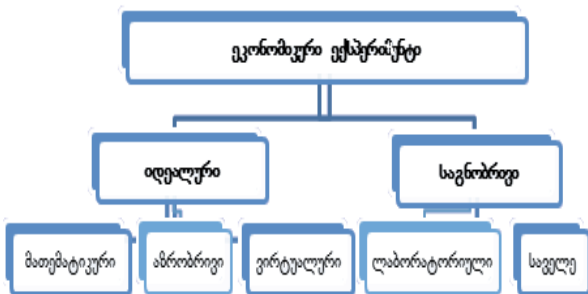 ეკონომიკური ექსპერიმენტი
იდეალური საგნობრივი
მათემატიკური აზრობრივი ვირტუალური ლაბორატორიული საველე